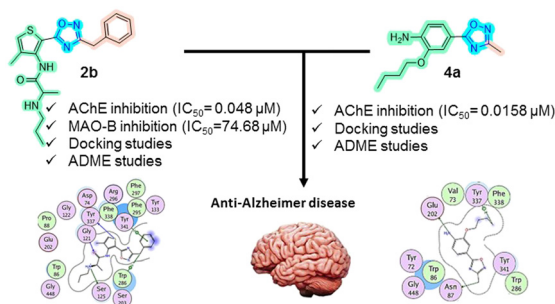 S
O
N
N
NH
O
HN
2b
H₂N
O
O
N
N
4a
✓ AChE inhibition (IC₅₀= 0.048 µM)
✓ MAO-B inhibition (IC₅₀=74.68 µM)
✓ Docking studies
✓ ADME studies
✓ AChE inhibition (IC₅₀= 0.0158 µM)
✓ Docking studies
✓ ADME studies
Anti-Alzheimer disease
Pro 88
Gly 122
Asp 74
Tyr 337
Gly 121
Arg 296
Phe 338
Phe 297
Phe 295
Tyr 341
Tyr 133
Trp 86
Gly 448
Ser 125
Ser 203
Trp 286
Glu 202
Val 73
Tyr 337
Phe 338
Glu 202
Tyr 72
Trp 86
Gly 448
Asn 87
Tyr 341
Trp 286